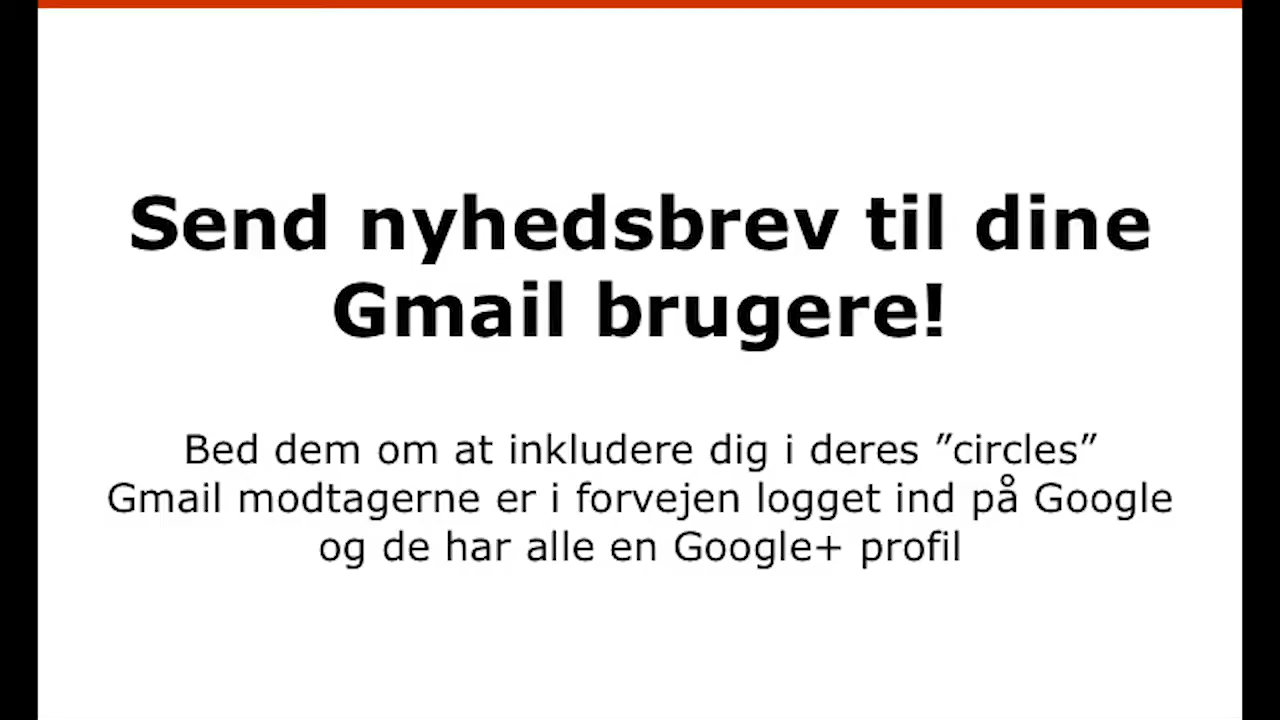 Send nyhedsbrev til dine
Gmail brugere!
Bed dem om at inkludere dig i deres ”circles”
Gmail modtagerne er i forvejen logget ind på Google
og de har alle en Google+ profil